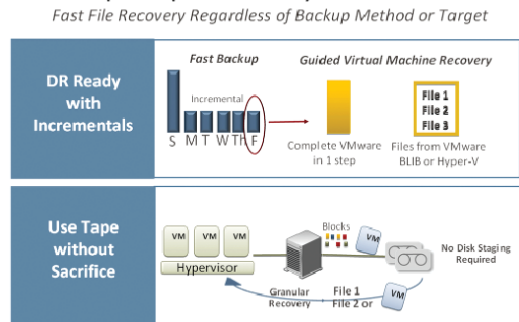 Fast File Recovery Regardless of Backup Method or Target
DR Ready
with
Incrementals
Fast Backup
Incremental
S M T W Th F
Guided Virtual Machine Recovery
Complete VMware
in 1 step
File 1
File 2
File 3
Files from VMware
BLIB or Hyper-V
Use Tape
without
Sacrifice
VM VM VM
Hypervisor
Blocks
VM
No Disk Staging
Required
Granular
Recovery
File 1
File 2 or
VM